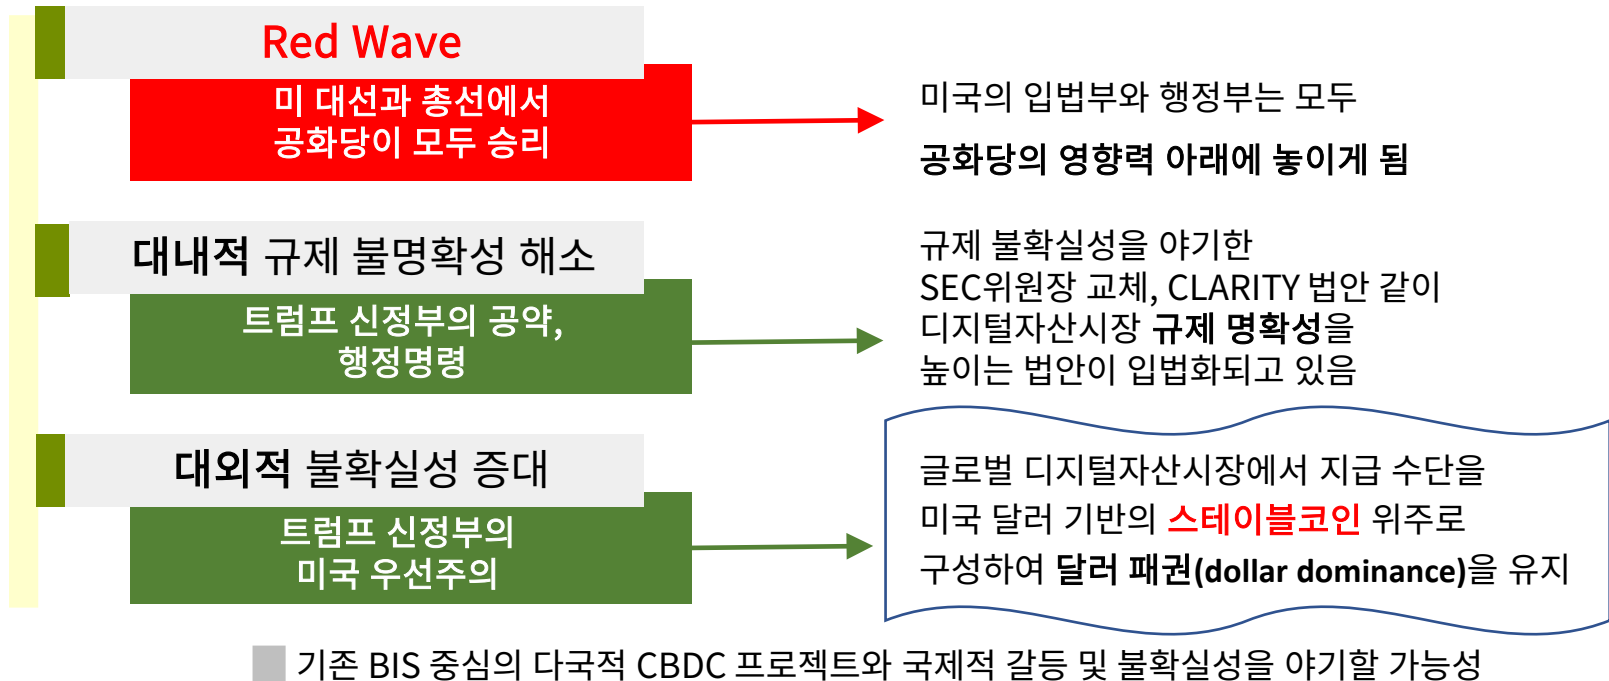 Red Wave
미 대선과 총선에서
공화당이 모두 승리
미국의 입법부와 행정부는 모두
공화당의 영향력 아래에 놓이게 됨
대내적 규제 불명확성 해소
트럼프 신정부의 공약,
행정명령
규제 불확실성을 야기한
SEC위원장 교체, CLARITY 법안 같이
디지털자산시장 규제 명확성을
높이는 법안이 입법화되고 있음
대외적 불확실성 증대
트럼프 신정부의
미국 우선주의
글로벌 디지털자산시장에서 지급 수단을
미국 달러 기반의 스테이블코인 위주로
구성하여 달러 패권(dollar dominance)을 유지
기존 BIS 중심의 다국적 CBDC 프로젝트와 국제적 갈등 및 불확실성을 야기할 가능성